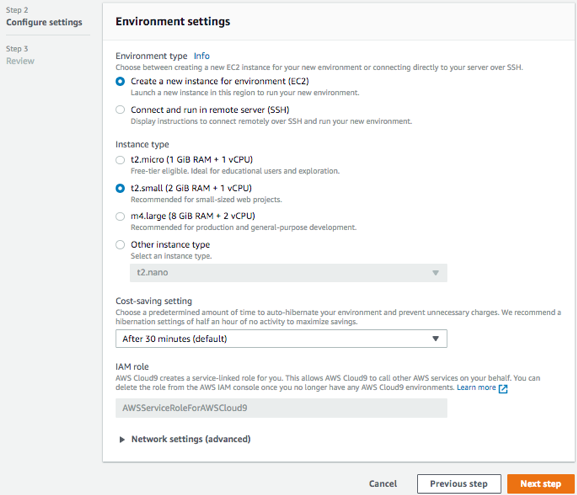 Step 2
Configure settings
Step 3
Review
Environment settings
Environment type Info
Choose between creating a new EC2 instance for your new environment or connecting directly to your server over SSH.
Create a new instance for environment (EC2)
Launch a new instance in this region to run your new environment.
Connect and run in remote server (SSH)
Display instructions to connect remotely over SSH and run your new environment.
Instance type
t2.micro (1 GiB RAM + 1 vCPU)
Free-tier eligible. Ideal for educational users and exploration.
t2.small (2 GiB RAM + 1 vCPU)
Recommended for small-sized web projects.
m4.large (8 GiB RAM + 2 vCPU)
Recommended for production and general-purpose development.
Other instance type
Select an instance type.
t2.nano
Cost-saving setting
Choose a predetermined amount of time to auto-hibernate your environment and prevent unnecessary charges. We recommend a
hibernation settings of half an hour of no activity to maximize savings.
After 30 minutes (default)
IAM role
AWS Cloud9 creates a service-linked role for you. This allows AWS Cloud9 to call other AWS services on your behalf. You can
delete the role from the AWS IAM console once you no longer have any AWS Cloud9 environments. Learn more
AWSServiceRoleForAWSCloud9
Network settings (advanced)
Cancel Previous step Next step